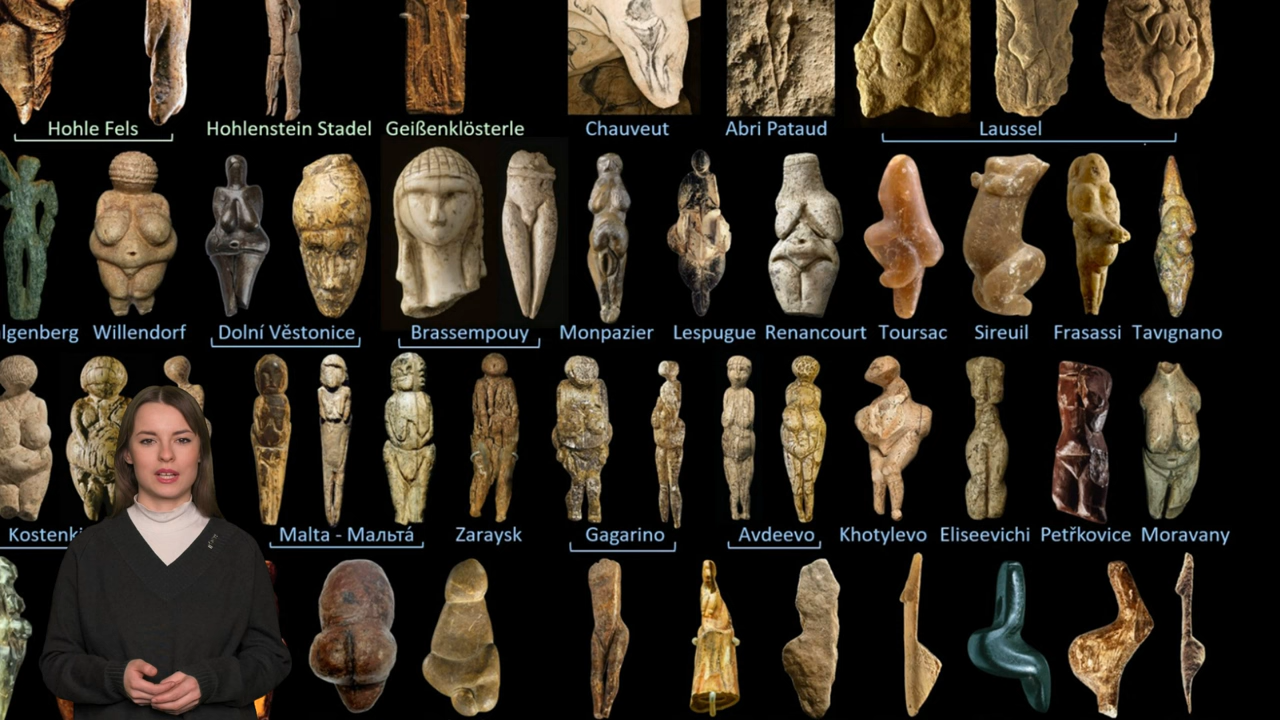 Hohle Fels Hohlenstein Stadel Geißenklösterle Chauveut Abri Pataud Laussel
lgenberg Willendorf Dolní Věstonice Brassempouy Monpazier Lespugue Renancourt Toursac Sireuil Frasassi Tavignano
Kostenki Malta - Мальтá Zaraysk Gagarino Avdeevo Khotylevo Eliseevichi Petřkovice Moravany